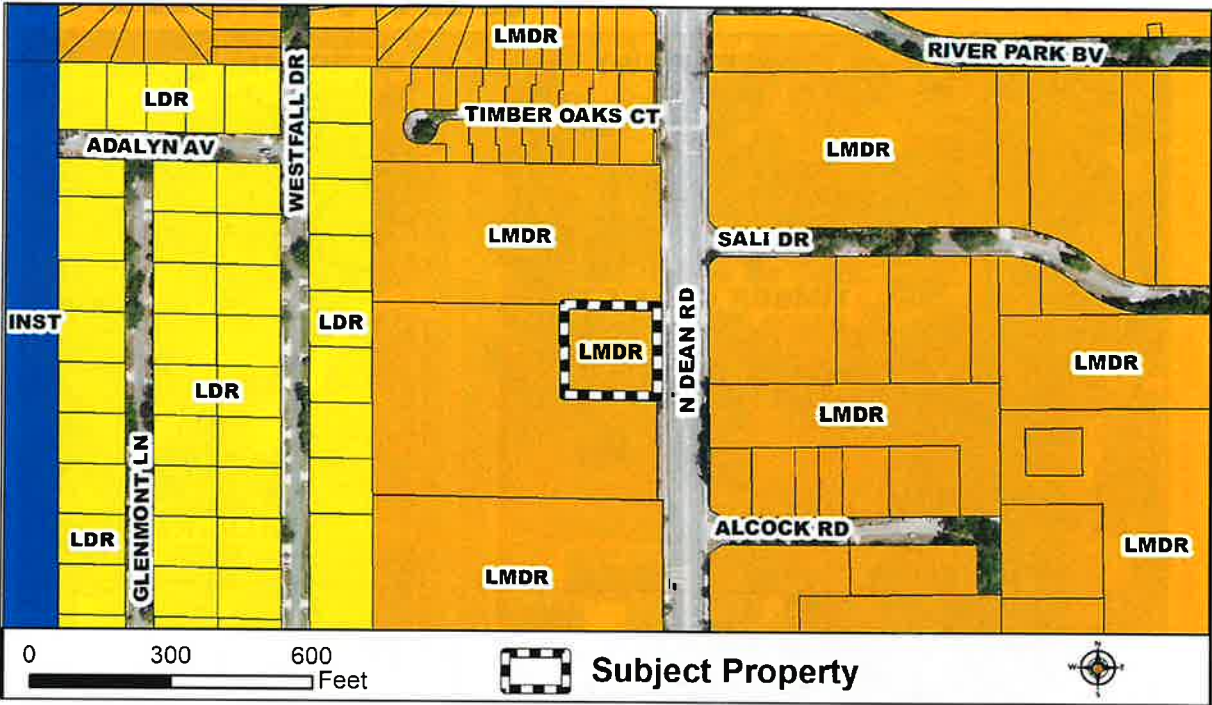 LMDR
RIVER PARK BV
LDR
TIMBER OAKS CT
ADALYN AV
WESTFALL DR
LMDR
LMDR
SALI DR
INST
LDR
LMDR
N DEAN RD
LMDR
LDR
LMDR
GLENMONT LN
LDR
ALCOCK RD
LMDR
LMDR
0 300 600
Feet
Subject Property
N
W E
S